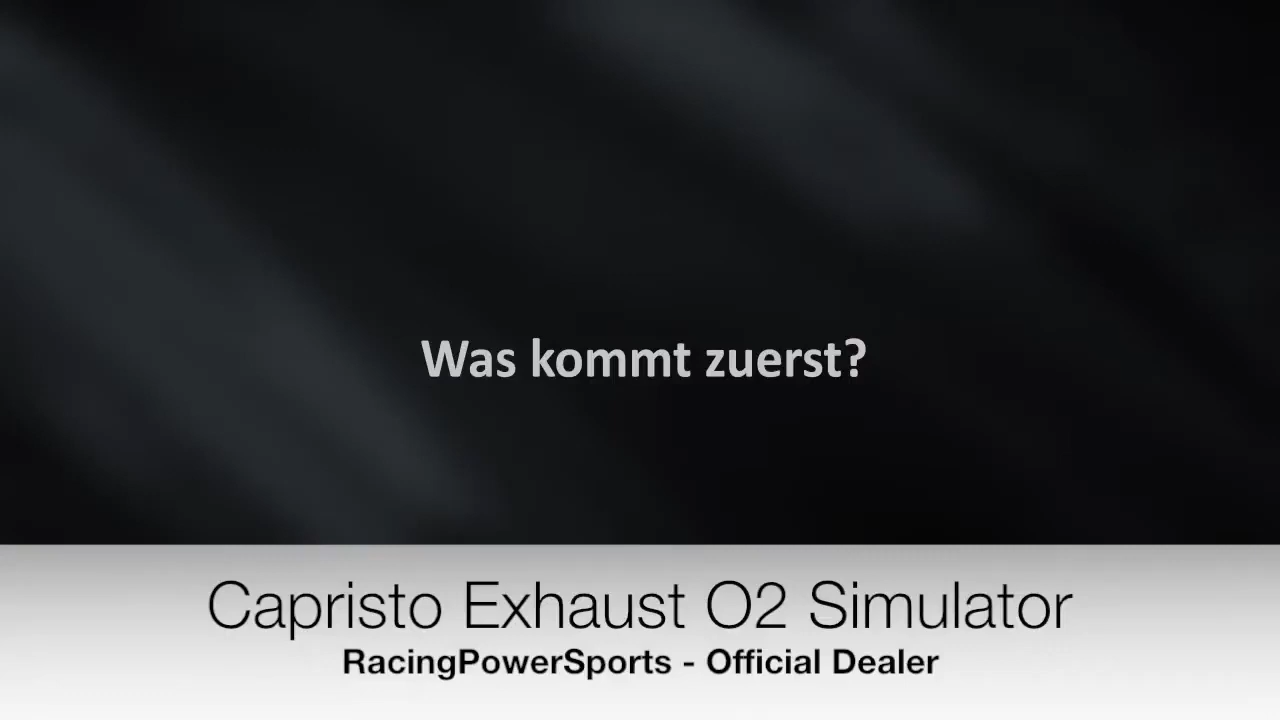 Was kommt zuerst?
Capristo Exhaust O2 Simulator
RacingPowerSports - Official Dealer